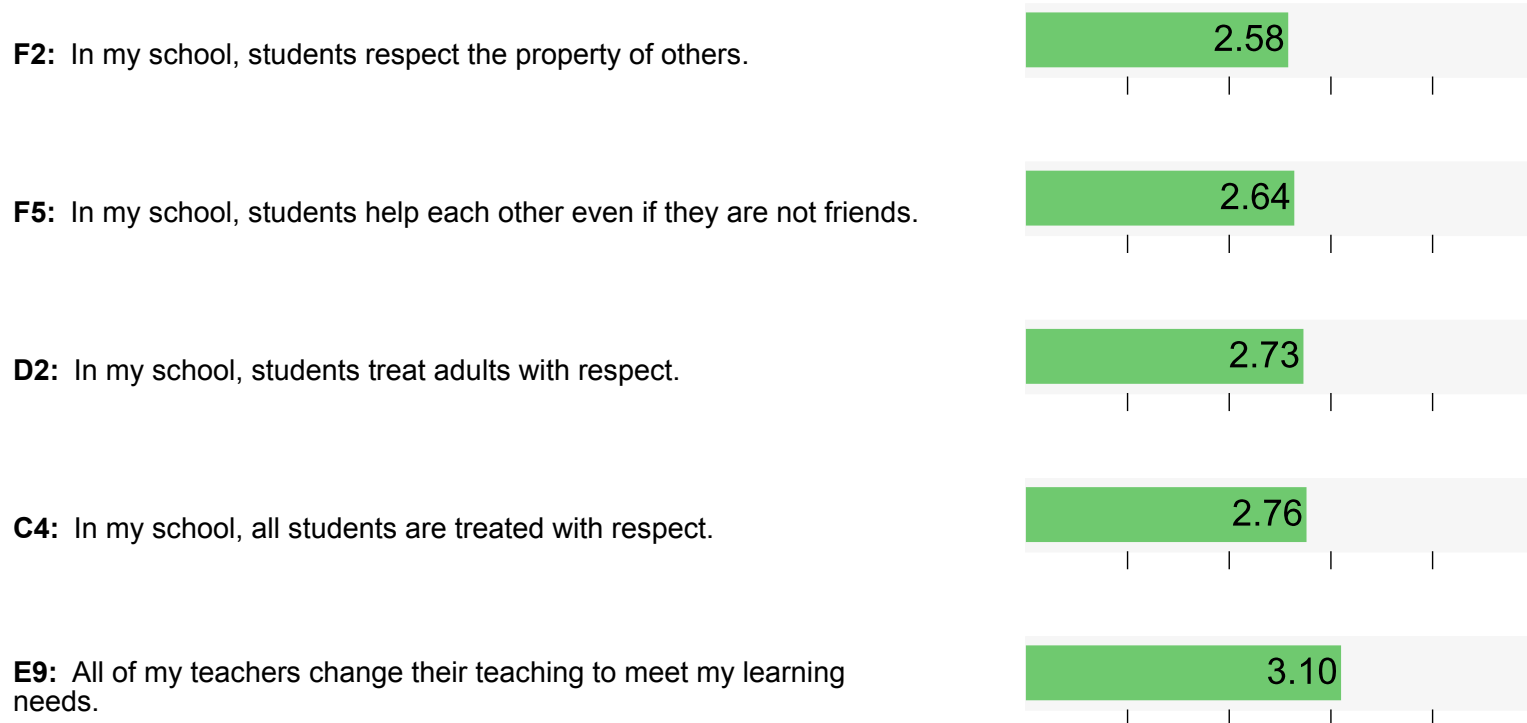 F2: In my school, students respect the property of others.
2.58
F5: In my school, students help each other even if they are not friends.
2.64
D2: In my school, students treat adults with respect.
2.73
C4: In my school, all students are treated with respect.
2.76
E9: All of my teachers change their teaching to meet my learning
needs.
3.10